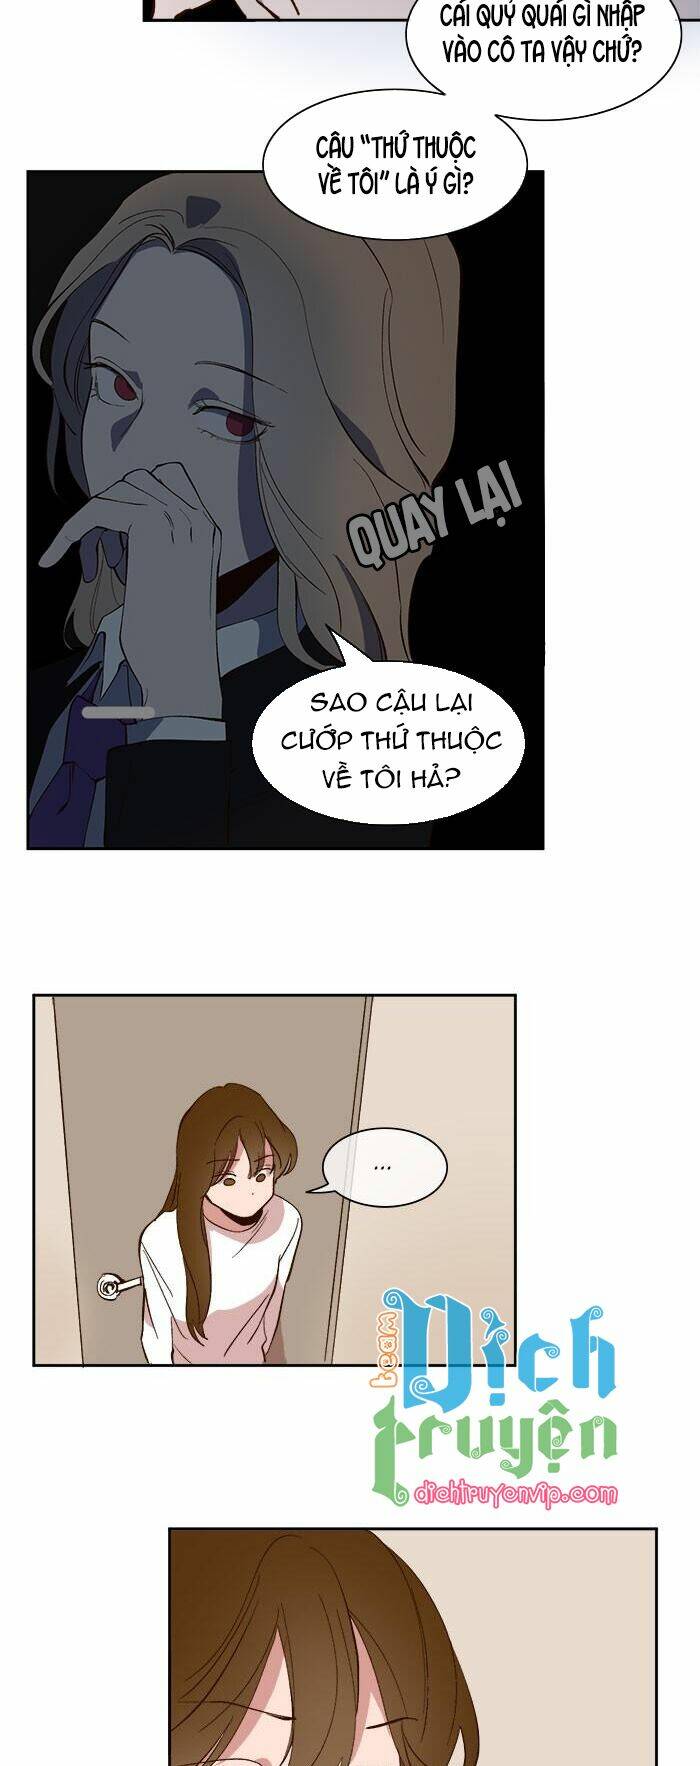 CÁI QUỶ QUÁI GÌ NHẬP
VÀO CÔ TA VẬY CHỨ?
CÂU "THỨ THUỘC
VỀ TÔI" LÀ Ý GÌ?
QUAY LẠI
SAO CẬU LẠI
CƯỚP THỨ THUỘC
VỀ TÔI HẢ?
...
Team
Dịch
truyện
dichtruyenvip.com